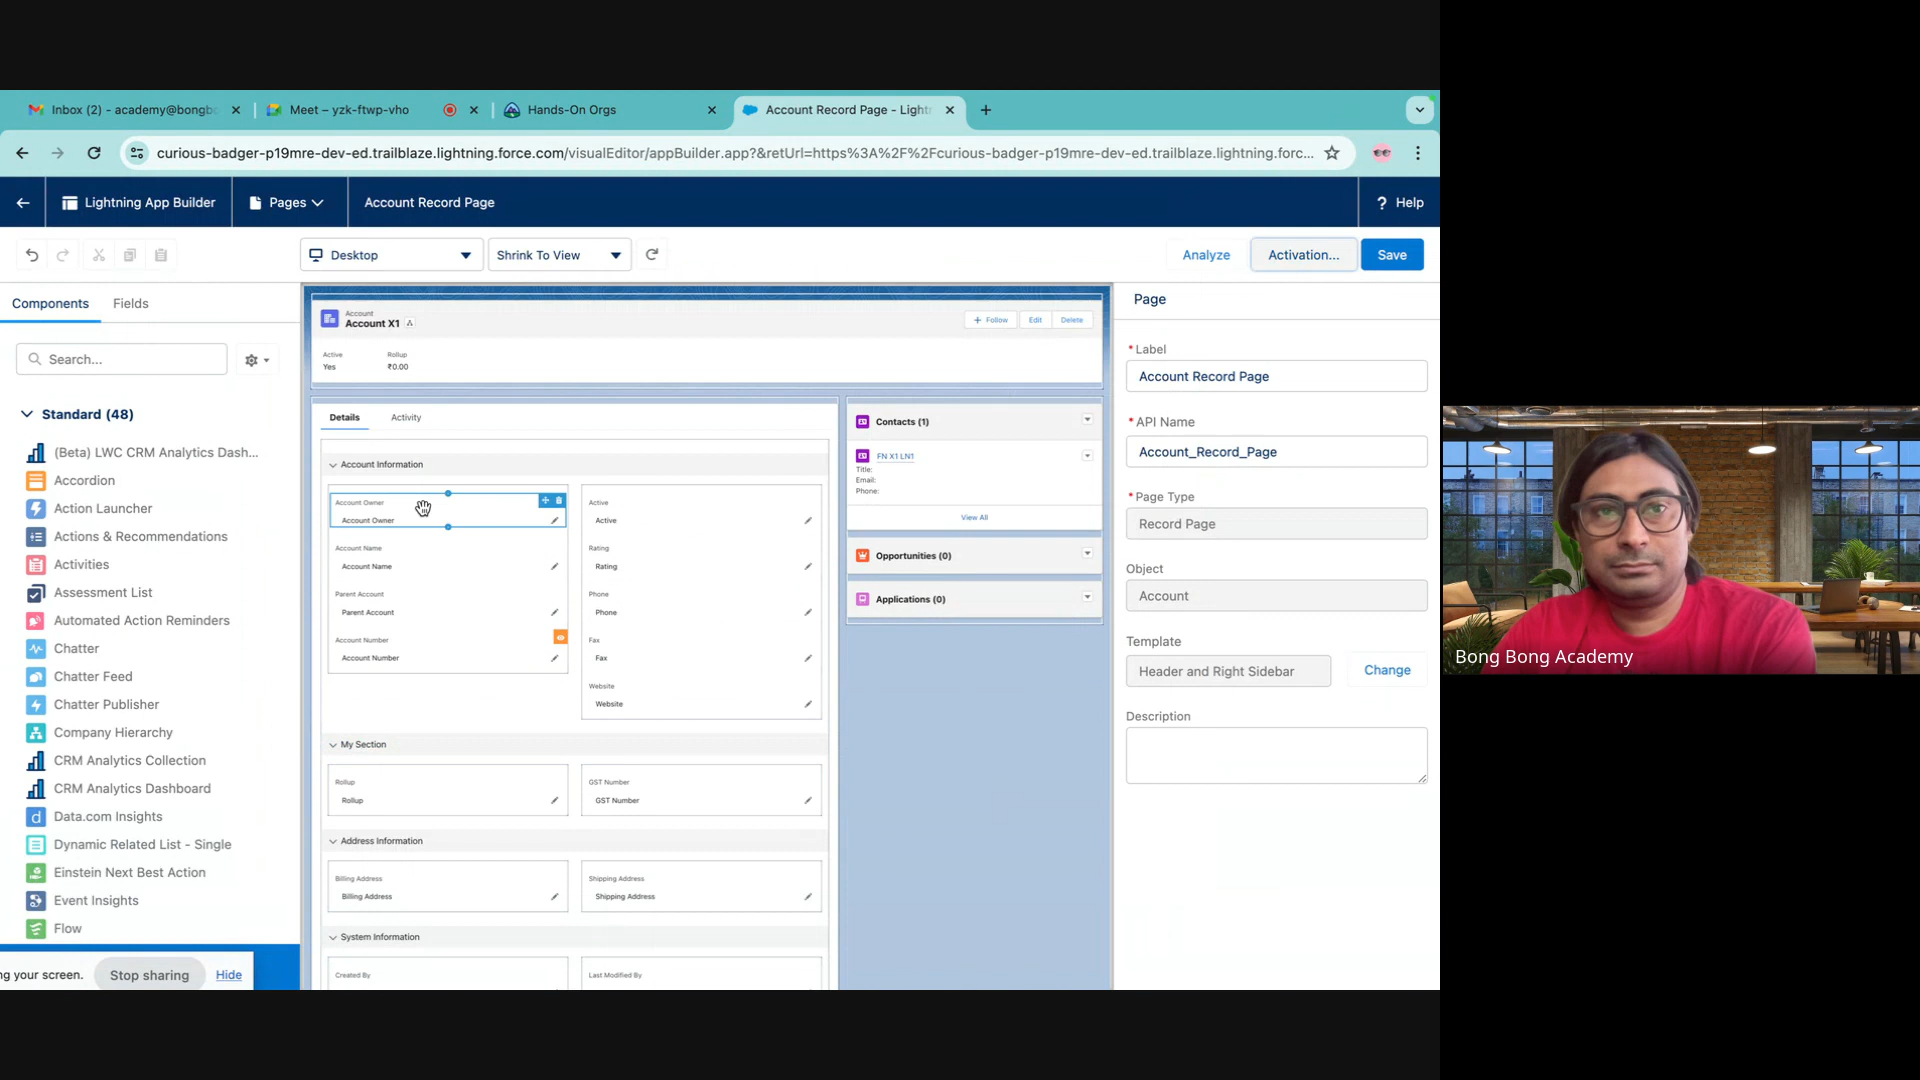 Inbox (2) - academy@bongb
Meet – yzk-ftwp-vho
Hands-On Orgs
Account Record Page - Light
curious-badger-p19mre-dev-ed.trailblaze.lightning.force.com/visualEditor/appBuilder.app?&retUrl=https%3A%2F%2Fcurious-badger-p19mre-dev-ed.trailblaze.lightning.forc...
Lightning App Builder
Pages
Account Record Page
? Help
Desktop
Shrink To View
Analyze
Activation...
Save
Components
Fields
Search...
Standard (48)
(Beta) LWC CRM Analytics Dash...
Accordion
Action Launcher
Actions & Recommendations
Activities
Assessment List
Automated Action Reminders
Chatter
Chatter Feed
Chatter Publisher
Company Hierarchy
CRM Analytics Collection
CRM Analytics Dashboard
Data.com Insights
Dynamic Related List - Single
Einstein Next Best Action
Event Insights
Flow
ng your screen.
Stop sharing
Hide
Account
Account X1
+ Follow
Edit
Delete
Active
Rollup
Yes
₹0.00
Details
Activity
Account Information
Account Owner
Account Owner
Account Name
Account Name
Parent Account
Parent Account
Account Number
Account Number
Active
Active
Rating
Rating
Phone
Phone
Fax
Fax
Website
Website
My Section
Rollup
Rollup
GST Number
GST Number
Address Information
Billing Address
Billing Address
Shipping Address
Shipping Address
System Information
Created By
Last Modified By
Contacts (1)
FN X1 LN1
Title:
Email:
Phone:
View All
Opportunities (0)
Applications (0)
Page
* Label
Account Record Page
* API Name
Account_Record_Page
* Page Type
Record Page
Object
Account
Template
Header and Right Sidebar
Change
Description
Bong Bong Academy